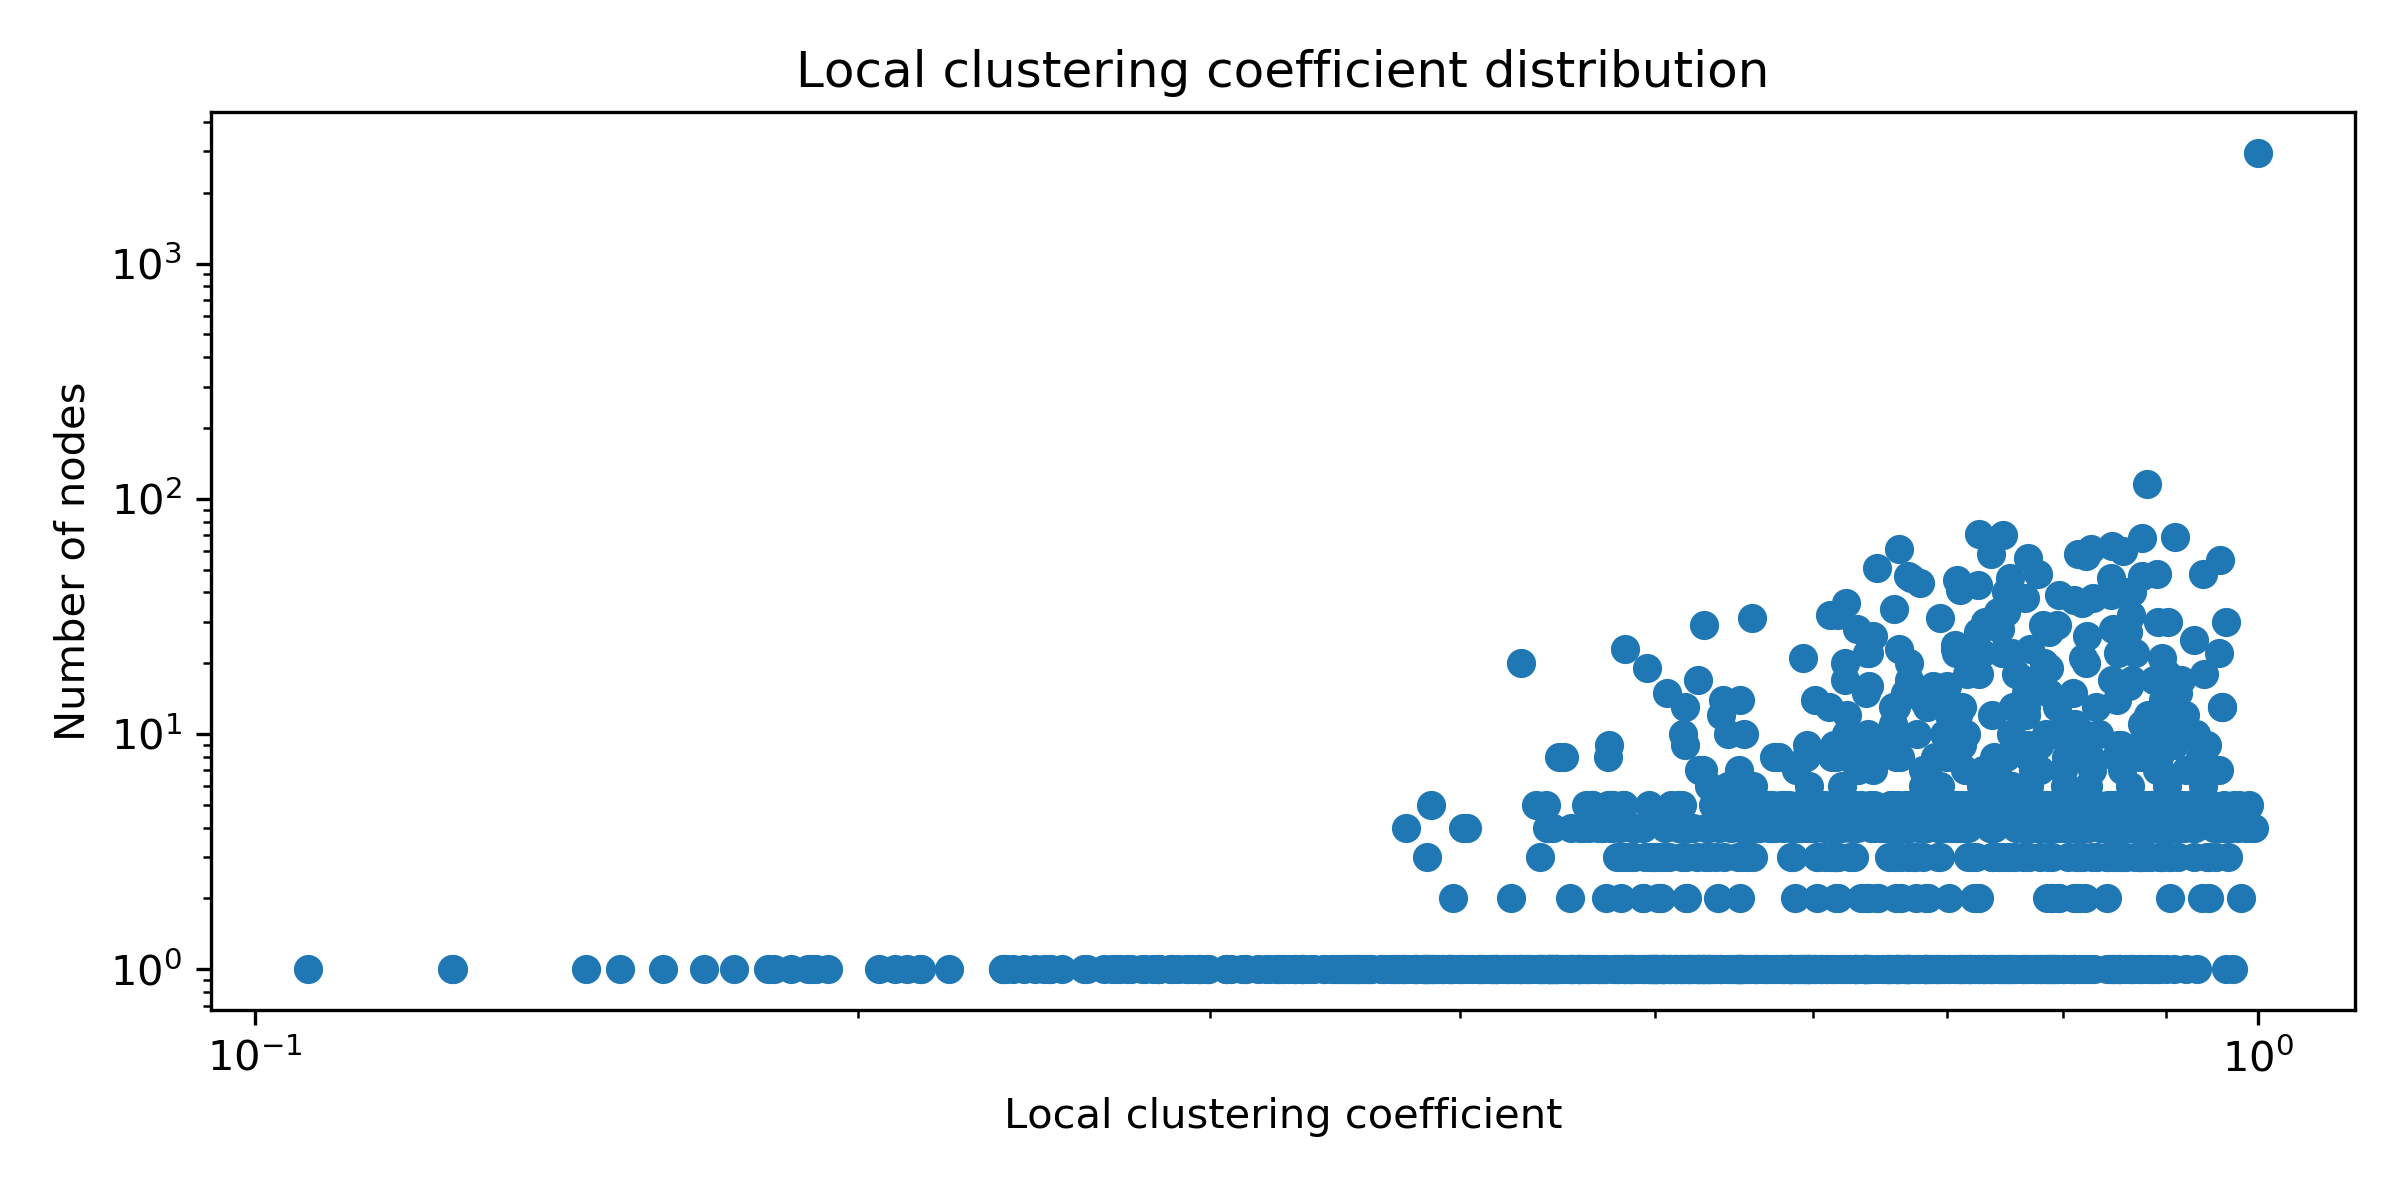 Local clustering coefficient distribution
Number of nodes
10³
10²
10¹
10⁰
10⁻¹
10⁰
Local clustering coefficient